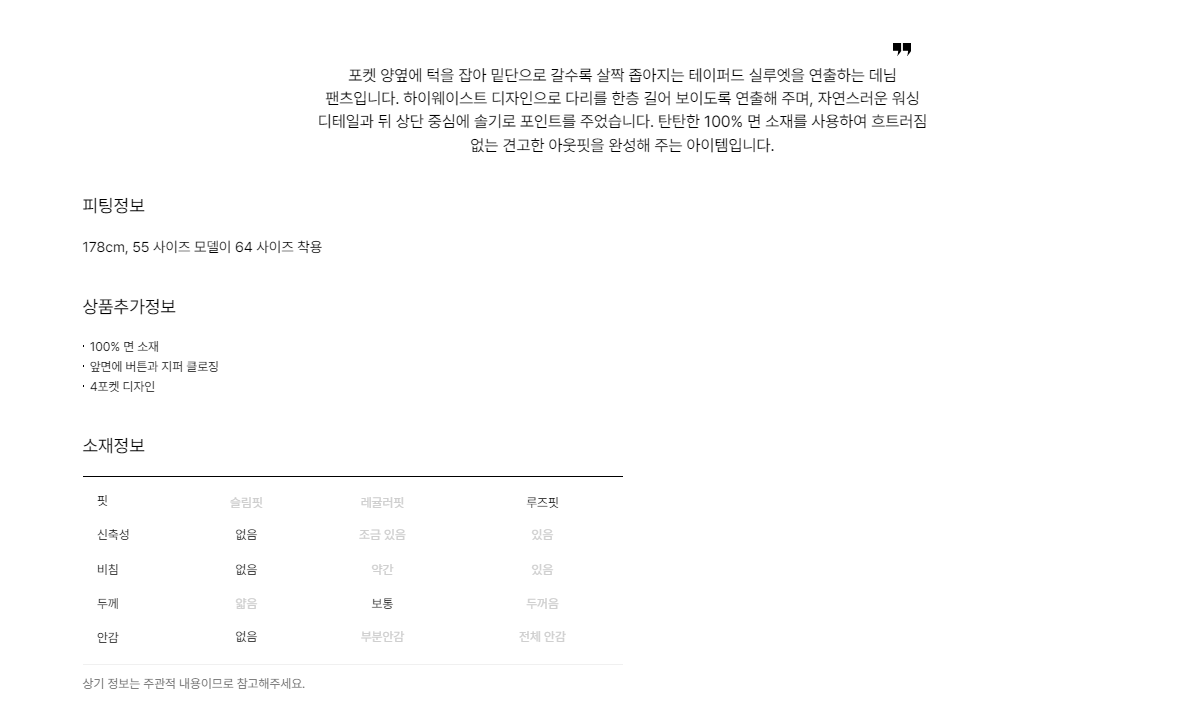 ❞
포켓 양옆에 턱을 잡아 밑단으로 갈수록 살짝 좁아지는 테이퍼드 실루엣을 연출하는 데님
팬츠입니다. 하이웨이스트 디자인으로 다리를 한층 길어 보이도록 연출해 주며, 자연스러운 워싱
디테일과 뒤 상단 중심에 솔기로 포인트를 주었습니다. 탄탄한 100% 면 소재를 사용하여 흐트러짐
없는 견고한 아웃핏을 완성해 주는 아이템입니다.
피팅정보
178cm, 55 사이즈 모델이 64 사이즈 착용
상품추가정보
· 100% 면 소재
· 앞면에 버튼과 지퍼 클로징
· 4포켓 디자인
소재정보
핏 슬림핏 레귤러핏 루즈핏
신축성 없음 조금 있음 있음
비침 없음 약간 있음
두께 얇음 보통 두꺼움
안감 없음 부분안감 전체 안감
상기 정보는 주관적 내용이므로 참고해주세요.